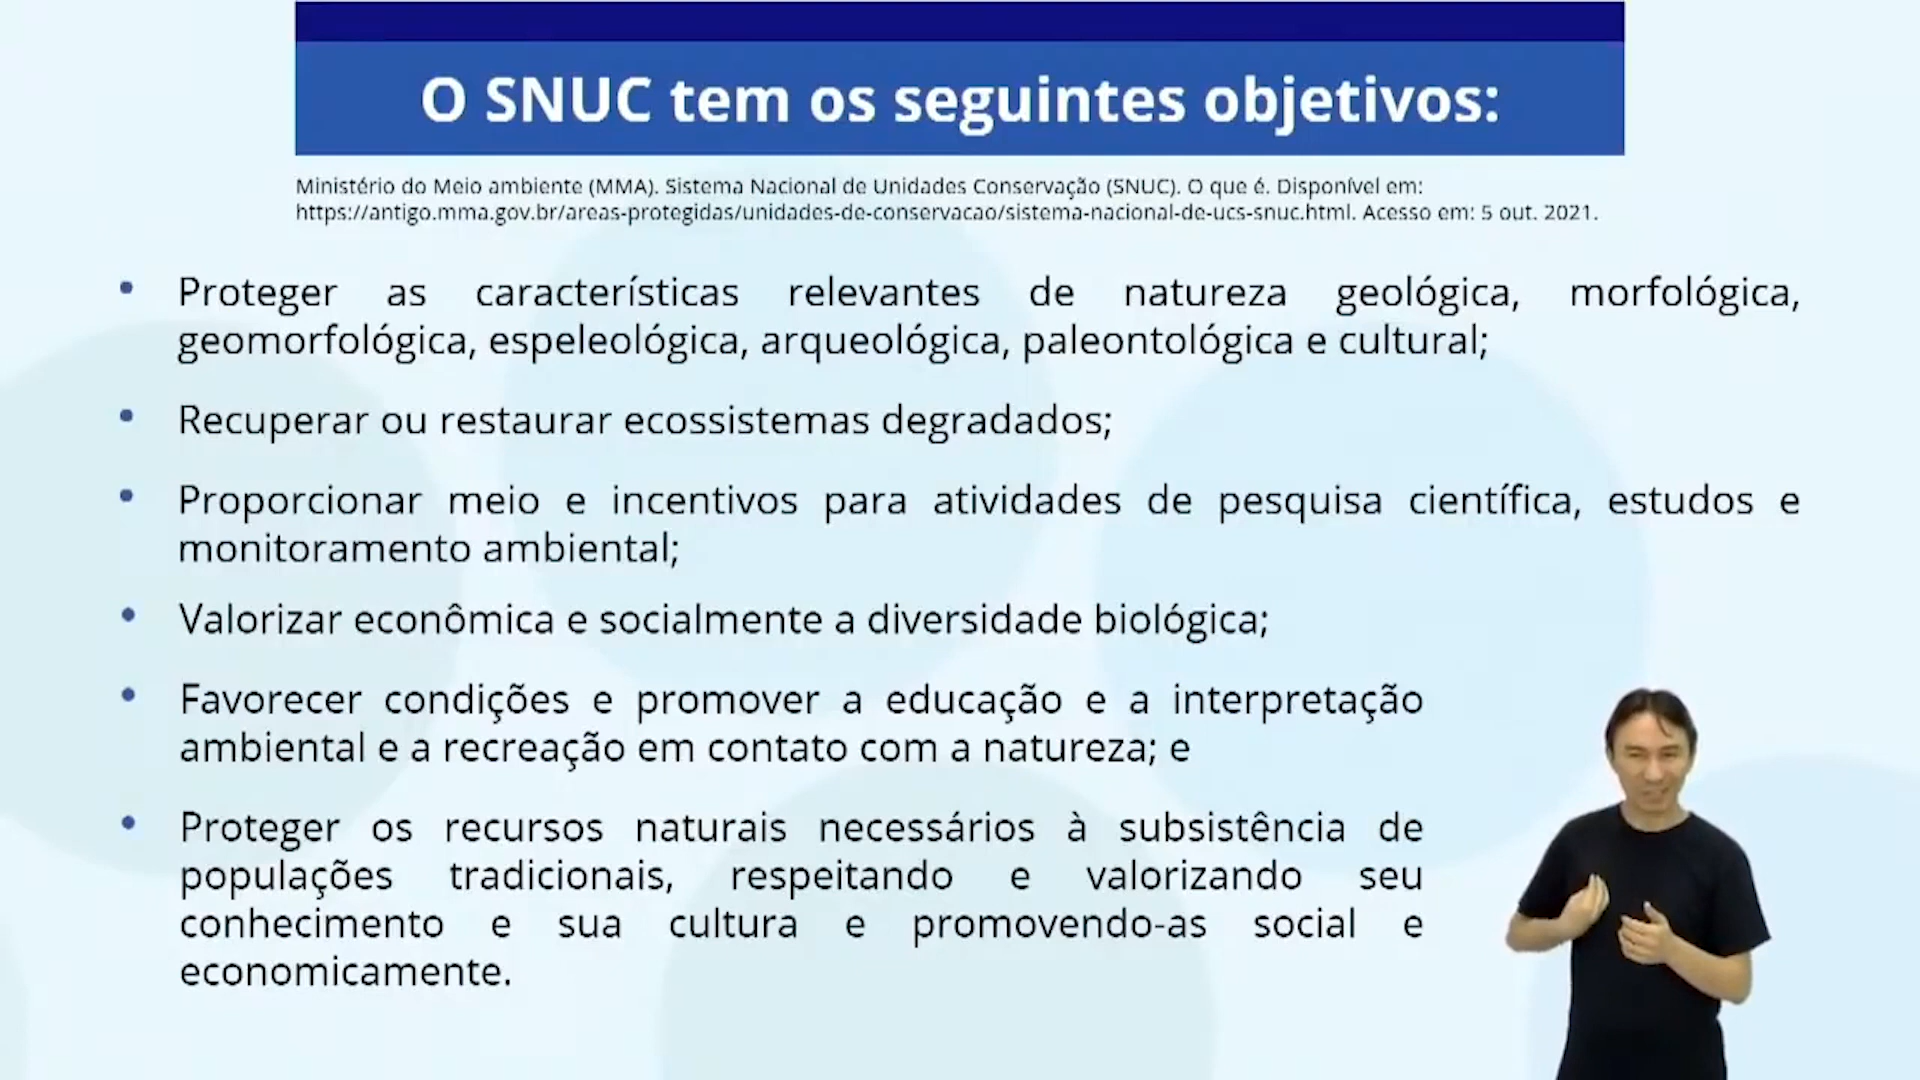 O SNUC tem os seguintes objetivos:
Ministério do Meio ambiente (MMA). Sistema Nacional de Unidades Conservação (SNUC). O que é. Disponível em:
https://antigo.mma.gov.br/areas-protegidas/unidades-de-conservacao/sistema-nacional-de-ucs-snuc.html. Acesso em: 5 out. 2021.
• Proteger as características relevantes de natureza geológica, morfológica,
geomorfológica, espeleológica, arqueológica, paleontológica e cultural;
• Recuperar ou restaurar ecossistemas degradados;
• Proporcionar meio e incentivos para atividades de pesquisa científica, estudos e
monitoramento ambiental;
• Valorizar econômica e socialmente a diversidade biológica;
• Favorecer condições e promover a educação e a interpretação
ambiental e a recreação em contato com a natureza; e
• Proteger os recursos naturais necessários à subsistência de
populações tradicionais, respeitando e valorizando seu
conhecimento e sua cultura e promovendo-as social e
economicamente.